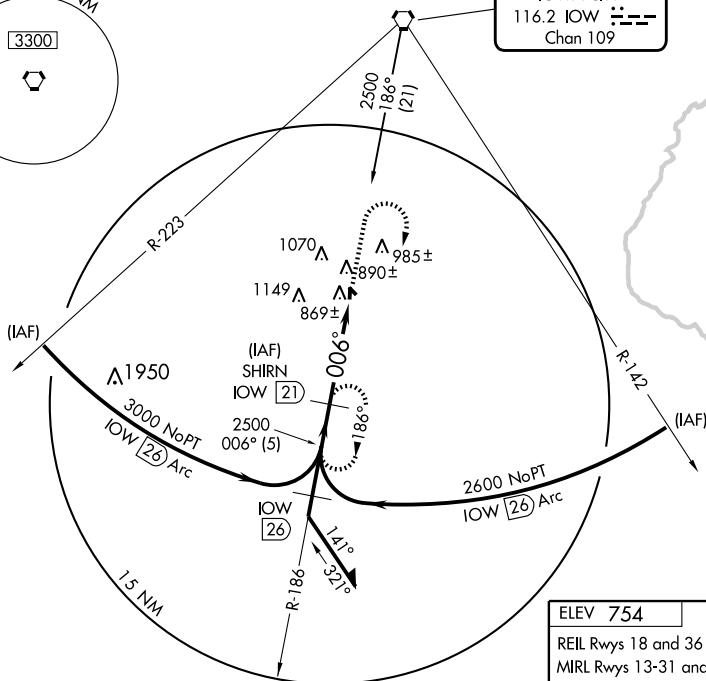 NM
3300
116.2 IOW
Chan 109
2500
186°
(21)
R-223
1070
985±
890±
1149
869±
(IAF)
R-142
1950
(IAF)
SHIRN
IOW 21
006°
3000 NoPT
IOW 26 Arc
186°
2500
006° (5)
(IAF)
2600 NoPT
IOW 26 Arc
IOW
26
141°
321°
R-186
15 NM
ELEV 754
REIL Rwys 18 and 36
MIRL Rwys 13-31 and